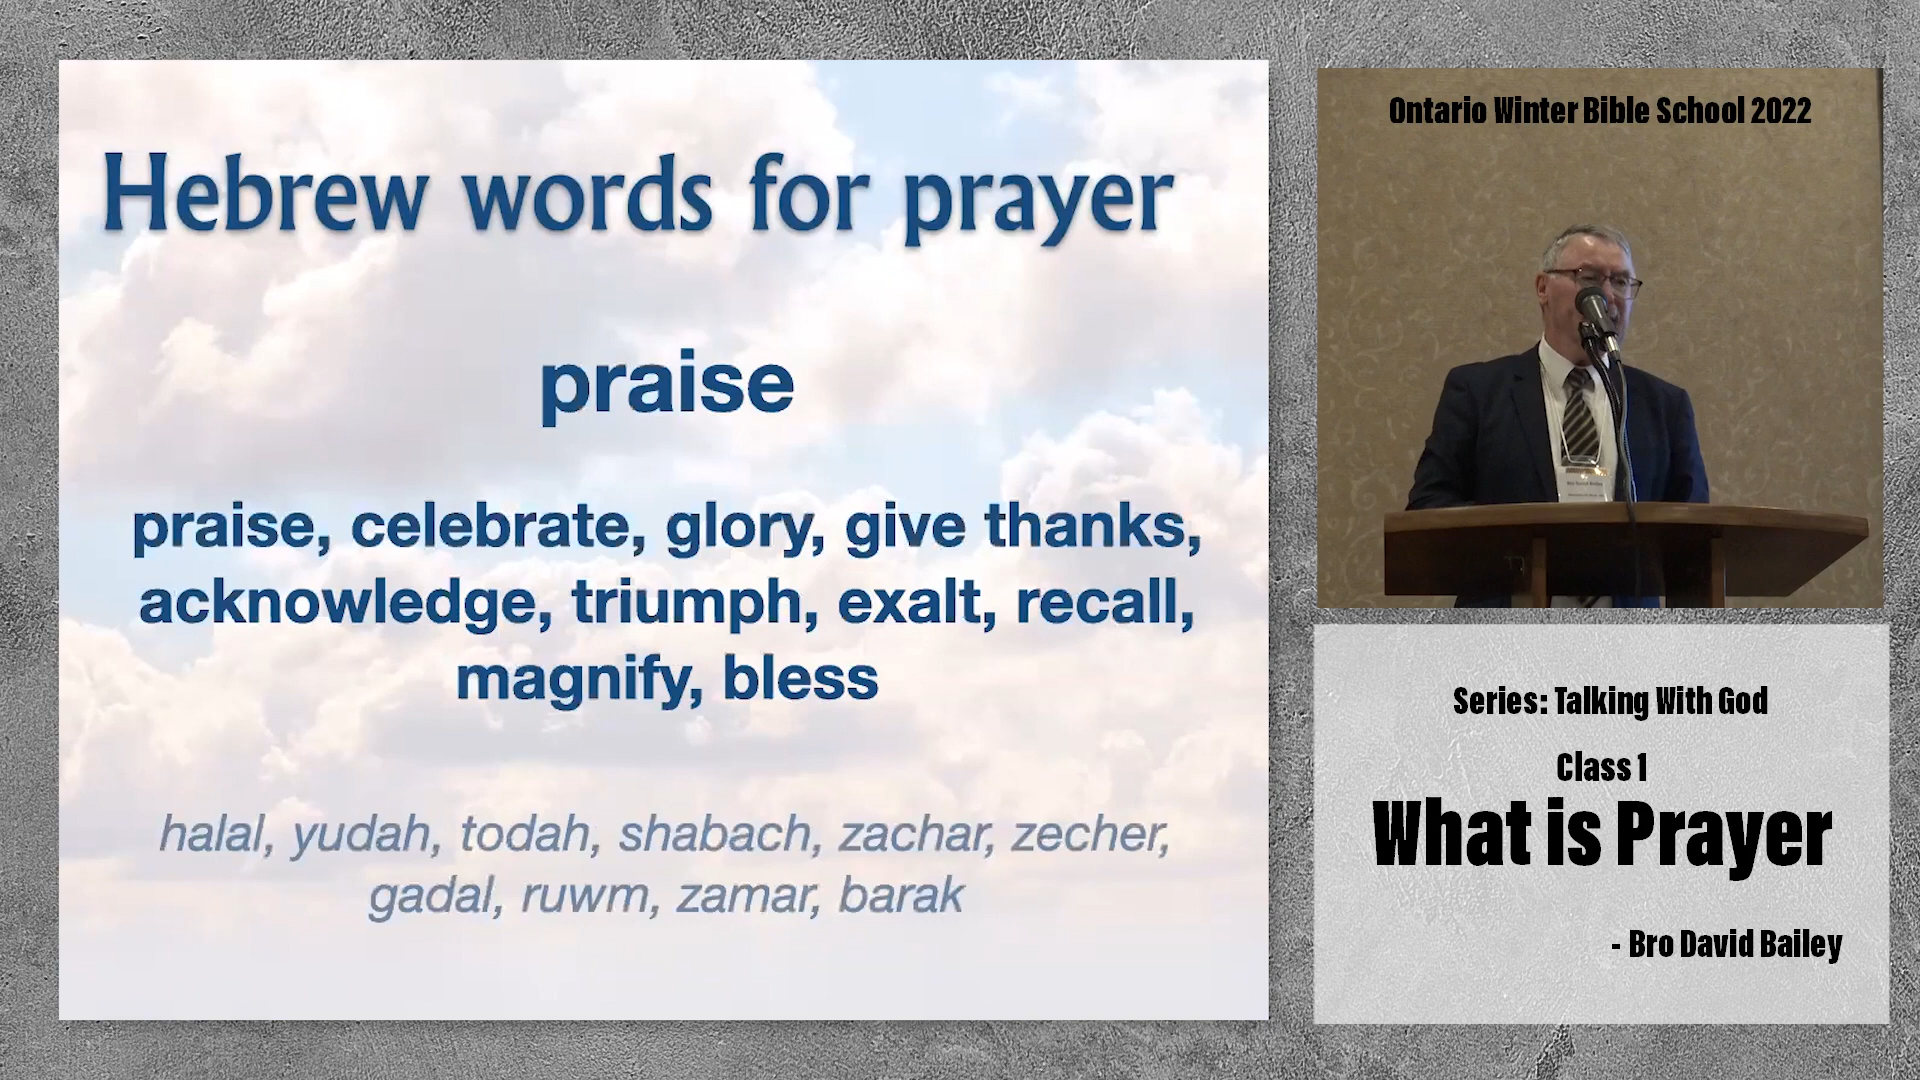 Hebrew words for prayer
praise
praise, celebrate, glory, give thanks,
acknowledge, triumph, exalt, recall,
magnify, bless
halal, yudah, todah, shabach, zachar, zecher,
gadal, ruwm, zamar, barak
Ontario Winter Bible School 2022
Series: Talking With God
Class 1
What is Prayer
- Bro David Bailey